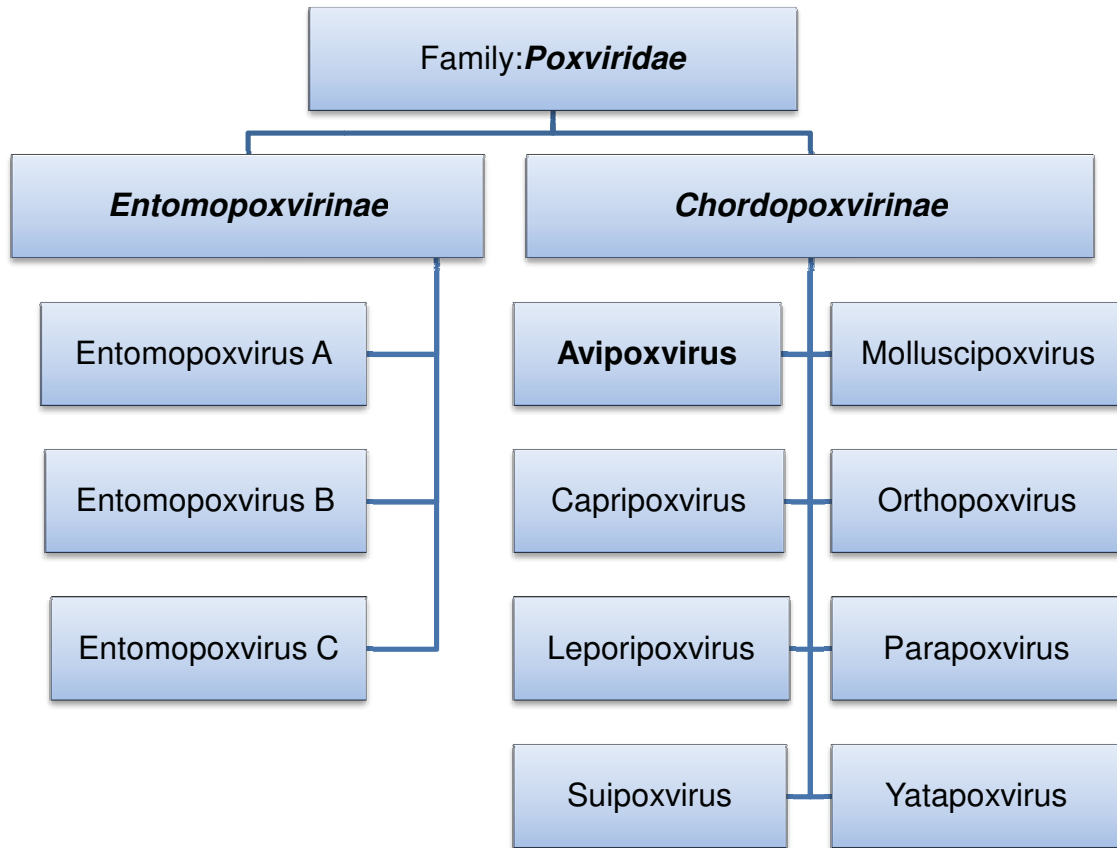 Family:Poxviridae
Entomopoxvirinae
Chordopoxvirinae
Entomopoxvirus A
Entomopoxvirus B
Entomopoxvirus C
Avipoxvirus
Molluscipoxvirus
Capripoxvirus
Orthopoxvirus
Leporipoxvirus
Parapoxvirus
Suipoxvirus
Yatapoxvirus